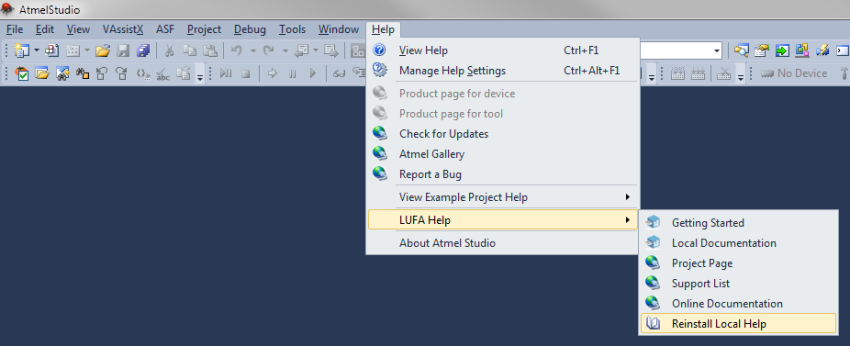 AtmelStudio
File Edit View VAssistX ASF Project Debug Tools Window Help
View Help Ctrl+F1
Manage Help Settings Ctrl+Alt+F1
No Device
Product page for device
Product page for tool
Check for Updates
Atmel Gallery
Report a Bug
View Example Project Help
LUFA Help
About Atmel Studio
Getting Started
Local Documentation
Project Page
Support List
Online Documentation
Reinstall Local Help